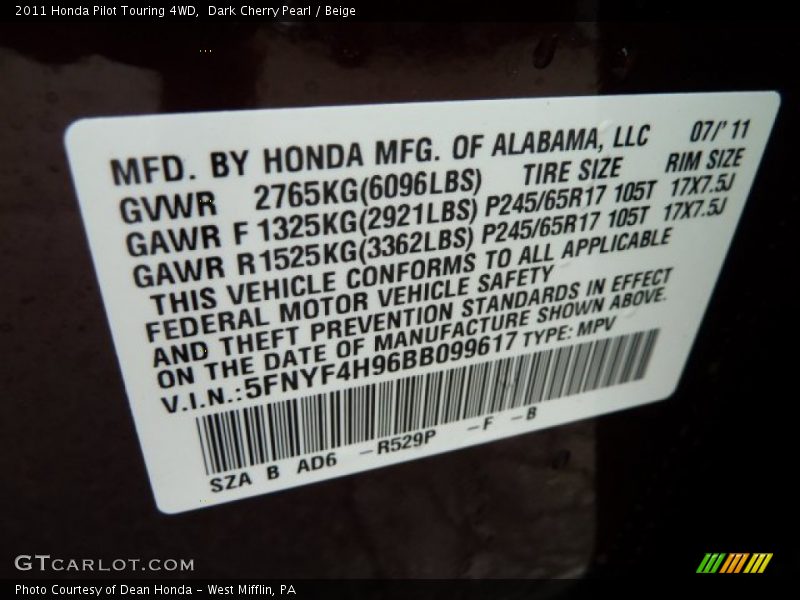 2011 Honda Pilot Touring 4WD,  Dark Cherry Pearl / Beige
MFD. BY HONDA MFG. OF ALABAMA, LLC 07/'11
GVWR 2765KG(6096LBS) TIRE SIZE RIM SIZE
GAWR F 1325KG(2921LBS) P245/65R17 105T 17X7.5J
GAWR R 1525KG(3362LBS) P245/65R17 105T 17X7.5J
THIS VEHICLE CONFORMS TO ALL APPLICABLE
FEDERAL MOTOR VEHICLE SAFETY
AND THEFT PREVENTION STANDARDS IN EFFECT
ON THE DATE OF MANUFACTURE SHOWN ABOVE.
V.I.N.:5FNYF4H96BB099617 TYPE: MPV
SZA B AD6 -R529P -F -B
GTCARLOT.COM
Photo Courtesy of Dean Honda - West Mifflin, PA